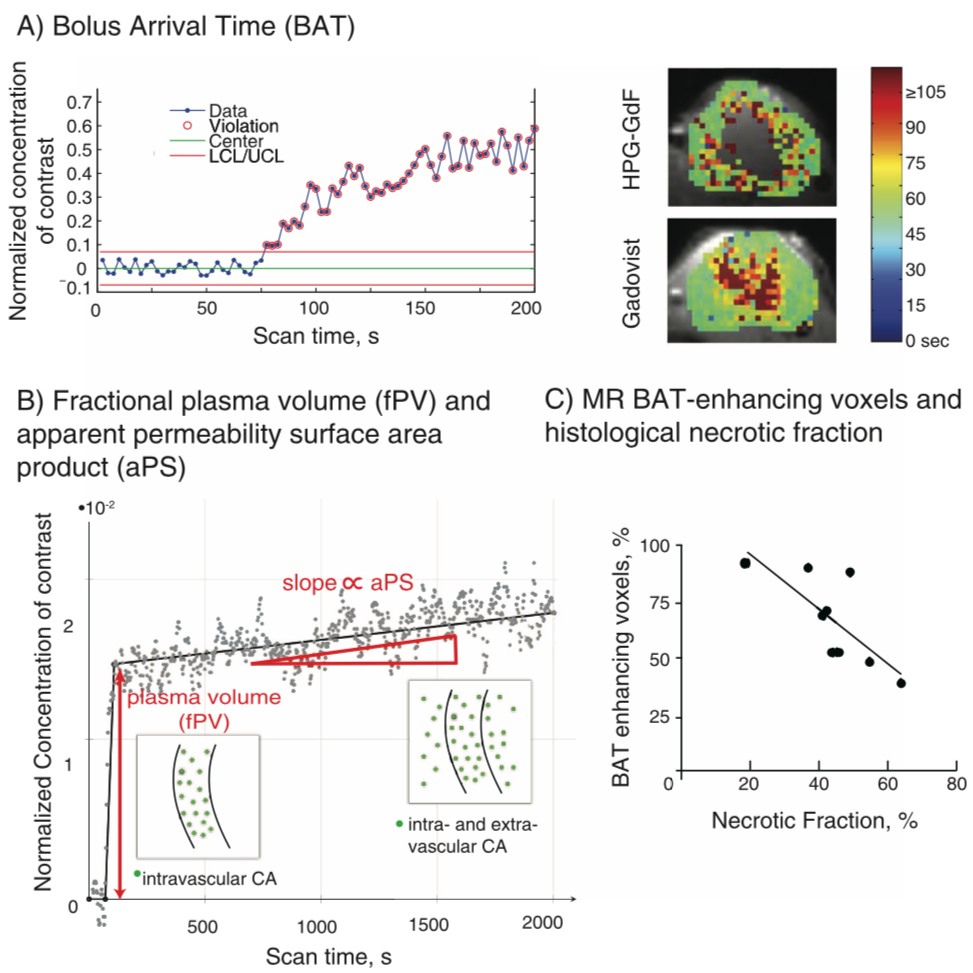 A) Bolus Arrival Time (BAT)
Normalized concentration
of contrast
0.7
0.6
0.5
0.4
0.3
0.2
0.1
0
−0.1
Data
Violation
Center
LCL/UCL
0
50
100
150
200
Scan time, s
HPG-GdF
Gadovist
≥105
90
75
60
45
30
15
0 sec
B) Fractional plasma volume (fPV) and
apparent permeability surface area
product (aPS)
•10-2
Normalized Concentration of contrast
2
1
0
slope ∝ aPS
plasma volume
(fPV)
intravascular CA
intra- and extra-
vascular CA
500
1000
1500
2000
Scan time, s
C) MR BAT-enhancing voxels and
histological necrotic fraction
BAT enhancing voxels, %
100
75
50
25
0
0
20
40
60
80
Necrotic Fraction, %